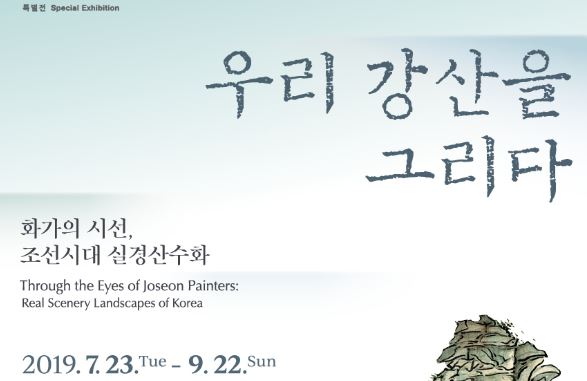 특별전 Special Exhibition
우리 강산을
그리다
화가의 시선,
조선시대 실경산수화
Through the Eyes of Joseon Painters:
Real Scenery Landscapes of Korea
2019. 7. 23.Tue - 9. 22.Sun